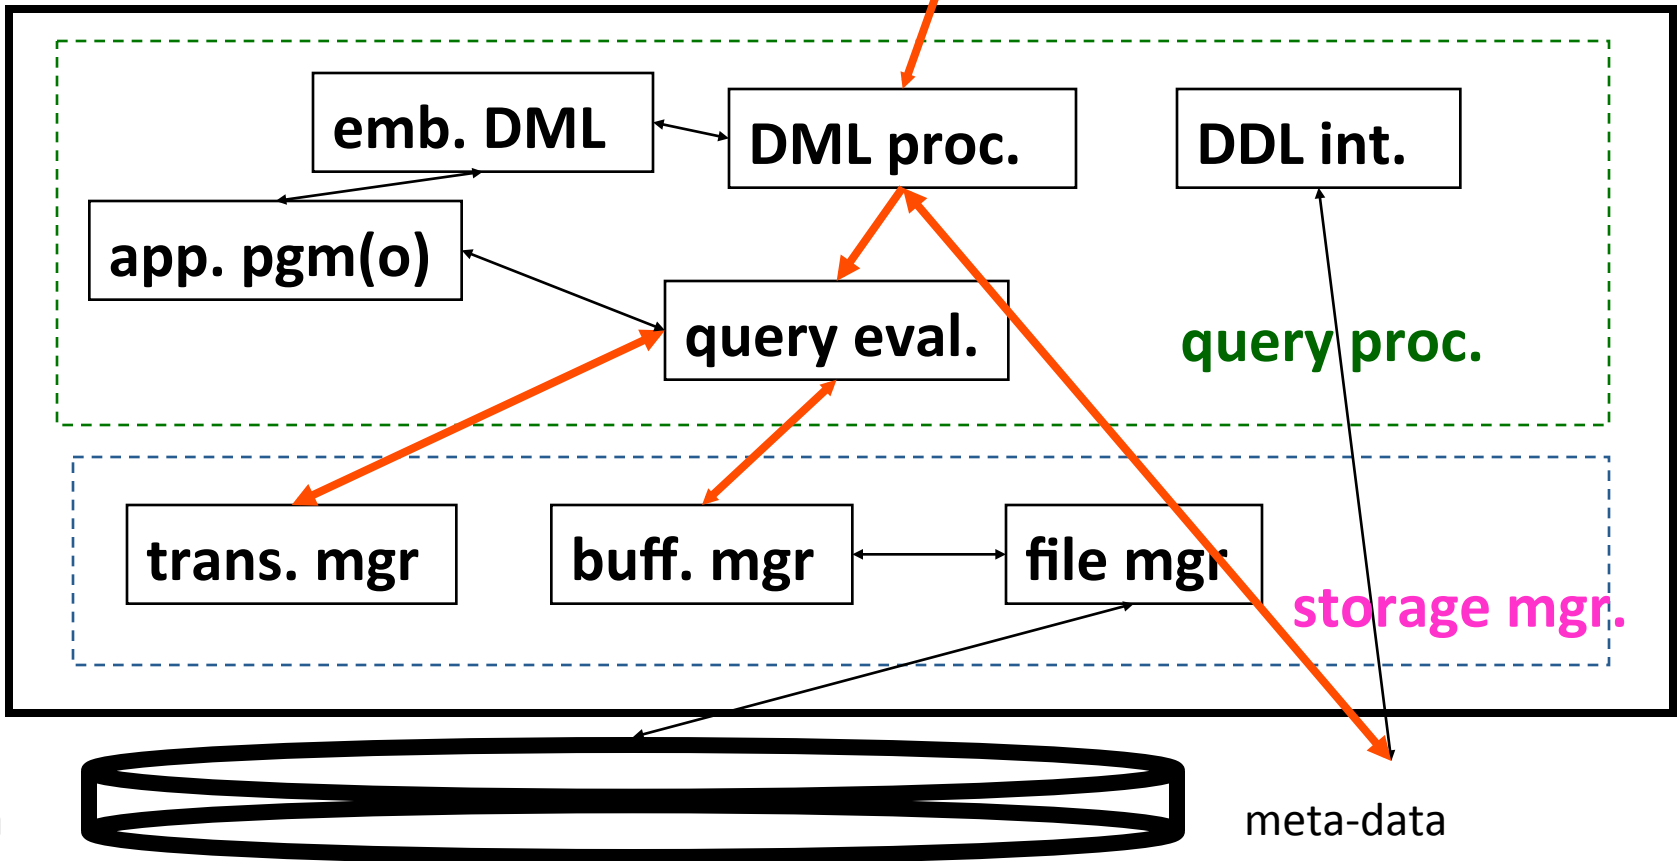 emb. DML
DML proc.
DDL int.
app. pgm(o)
query eval.
query proc.
trans. mgr
buff. mgr
file mgr
storage mgr.
meta-data